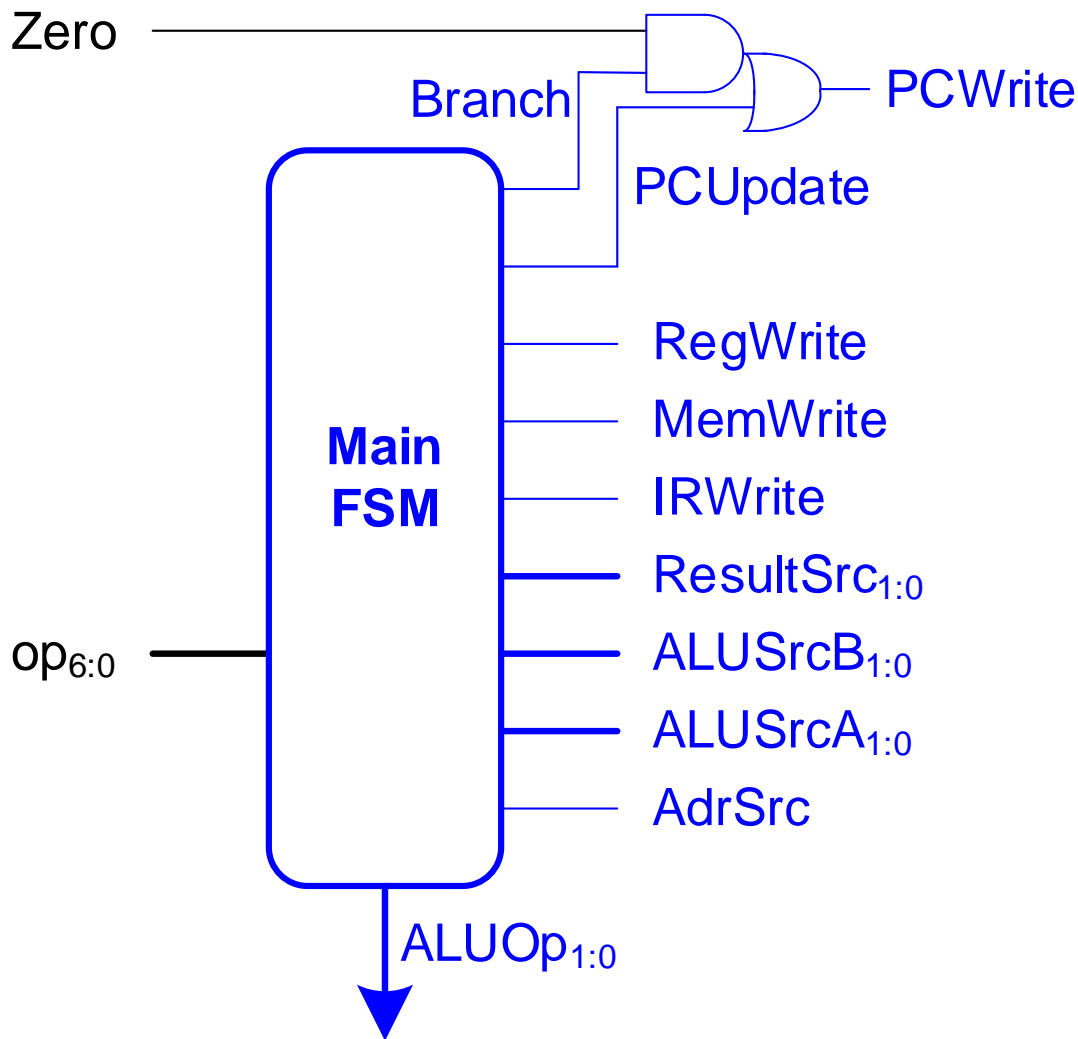 Zero
Branch
PCWrite
PCUpdate
RegWrite
MemWrite
Main
FSM
IRWrite
ResultSrc1:0
op6:0
ALUSrcB1:0
ALUSrcA1:0
AdrSrc
ALUOp1:0